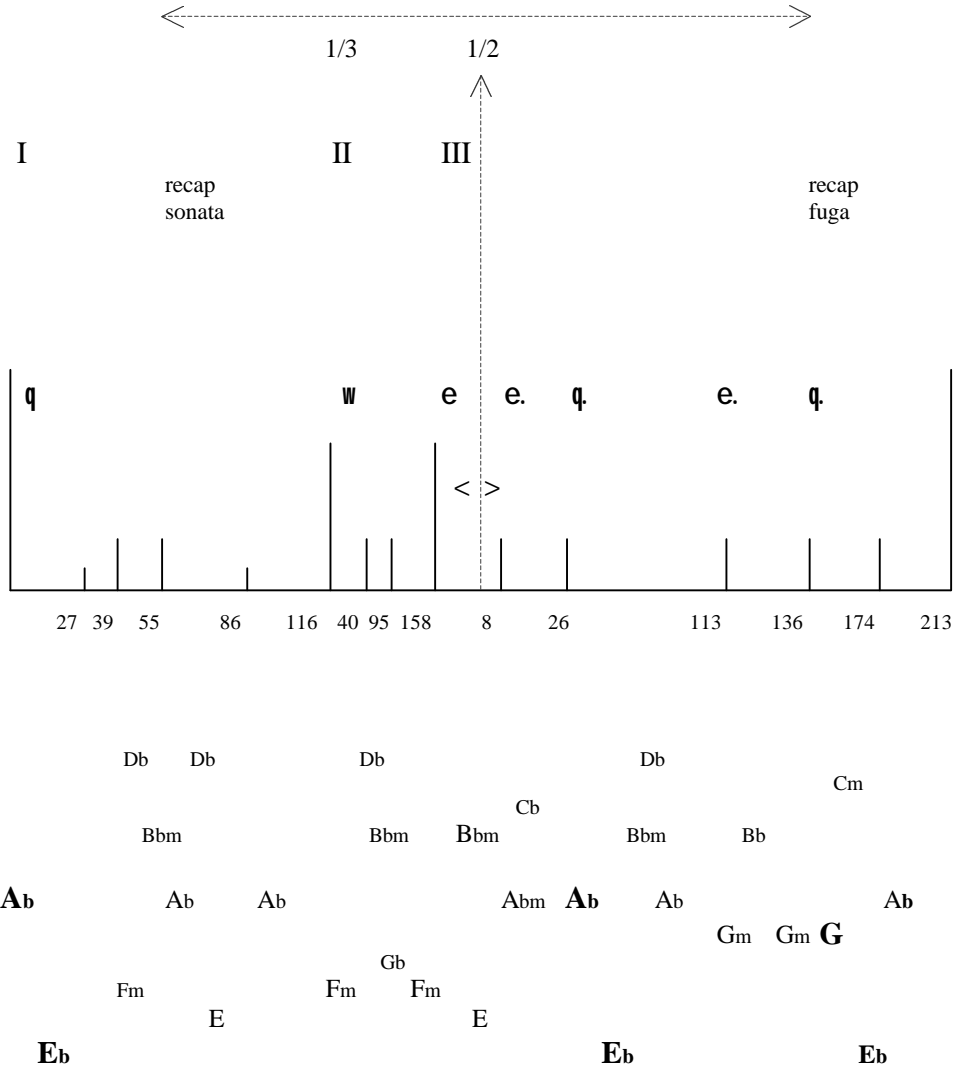 1/3 1/2
I II III
recap recap
sonata fuga
q w e e. q. e. q.
< >
27 39 55 86 116 40 95 158 8 26 113 136 174 213
Db Db Db Db
Cm
Cb
Bbm Bbm Bbm Bbm Bb
Ab Ab Ab Abm Ab Ab Ab
Gm Gm G
Gb
Fm Fm Fm
E E
Eb Eb Eb